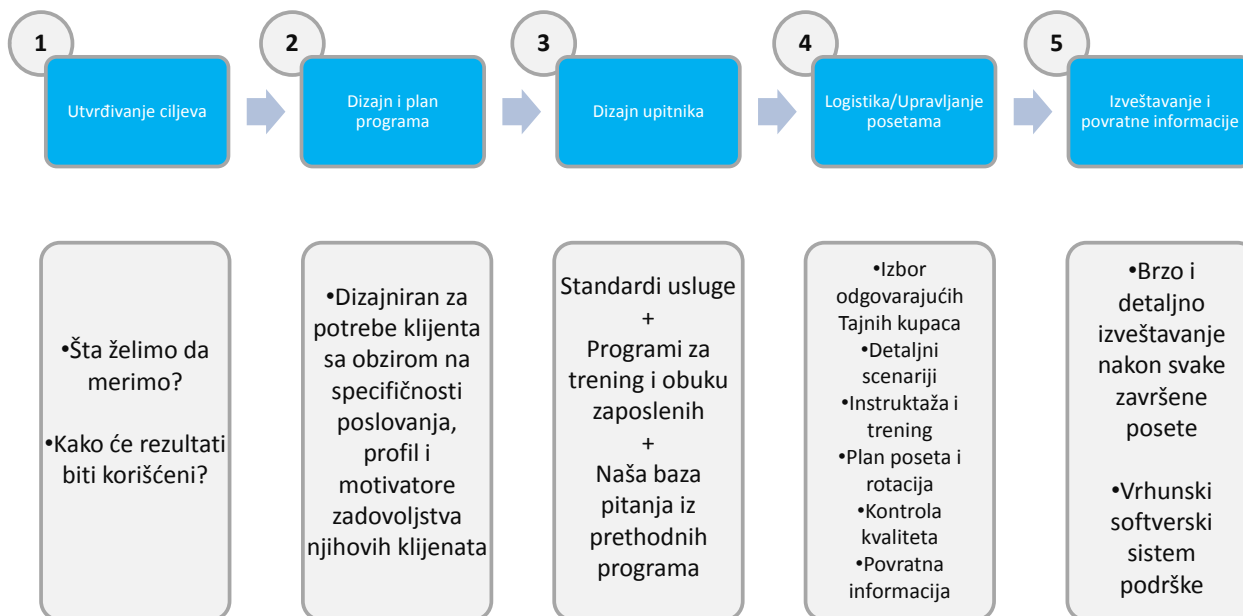 1
Utvrđivanje ciljeva
2
Dizajn i plan
programa
3
Dizajn upitnika
4
Logistika/Upravljanje
posetama
5
Izveštavanje i
povratne informacije
•Šta želimo da
merimo?
•Kako će rezultati
biti korišćeni?
•Dizajniran za
potrebe klijenta
sa obzirom na
specifičnosti
poslovanja,
profil i
motivatore
zadovoljstva
njihovih klijenata
Standardi usluge
+
Programi za
trening i obuku
zaposlenih
+
Naša baza
pitanja iz
prethodnih
programa
•Izbor
odgovarajućih
Tajnih kupaca
•Detaljni
scenariji
•Instruktaža i
trening
•Plan poseta i
rotacija
•Kontrola
kvaliteta
•Povratna
informacija
•Brzo i
detaljno
izveštavanje
nakon svake
završene
posete
•Vrhunski
softverski
sistem
podrške